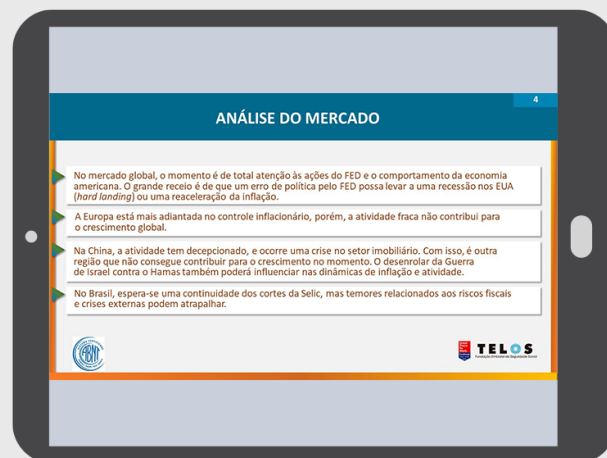 4
ANÁLISE DO MERCADO
No mercado global, o momento é de total atenção às ações do FED e o comportamento da economia
americana. O grande receio é de que um erro de política pelo FED possa levar a uma recessão nos EUA
(hard landing) ou uma reaceleração da inflação.
A Europa está mais adiantada no controle inflacionário, porém, a atividade fraca não contribui para
o crescimento global.
Na China, a atividade tem decepcionado, e ocorre uma crise no setor imobiliário. Com isso, é outra
região que não consegue contribuir para o crescimento no momento. O desenrolar da Guerra
de Israel contra o Hamas também poderá influenciar nas dinâmicas de inflação e atividade.
No Brasil, espera-se uma continuidade dos cortes da Selic, mas temores relacionados aos riscos fiscais
e crises externas podem atrapalhar.
ABNT
TELOS
Fundação Embratel de Seguridade Social